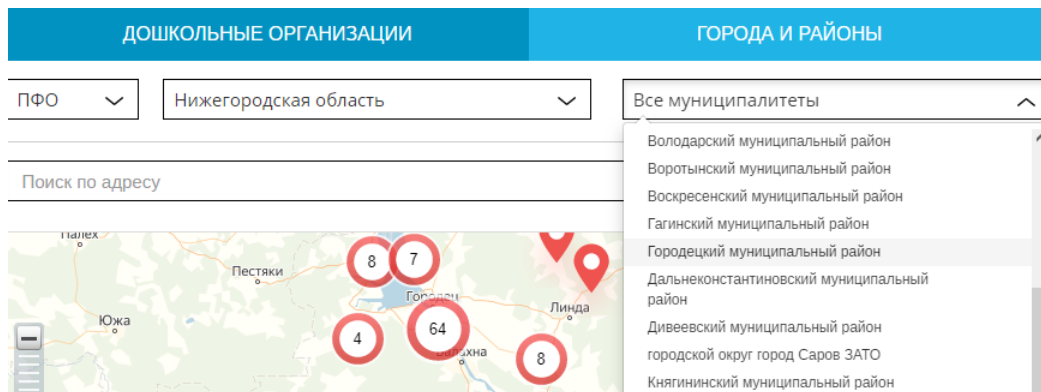 ДОШКОЛЬНЫЕ ОРГАНИЗАЦИИ
ГОРОДА И РАЙОНЫ
ПФО
Нижегородская область
Все муниципалитеты
Поиск по адресу
Володарский муниципальный район
Воротынский муниципальный район
Воскресенский муниципальный район
Гагинский муниципальный район
Городецкий муниципальный район
Дальнеконстантиновский муниципальный
район
Дивеевский муниципальный район
городской округ город Саров ЗАТО
Княгининский муниципальный район
Палех
8
7
Пестяки
Городец
Линда
Южа
4
64
Балахна
8